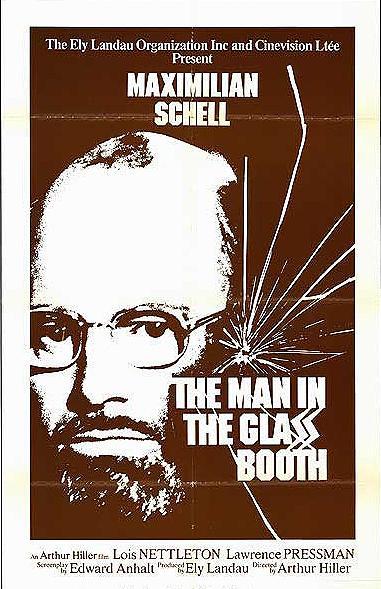 The Ely Landau Organization Inc and Cinevision Ltée
Present
MAXIMILIAN
SCHELL
THE MAN IN
THE GLASS
BOOTH
An Arthur Hiller film Lois NETTLETON Lawrence PRESSMAN
Screenplay by Edward Anhalt Produced by Ely Landau Directed by Arthur Hiller